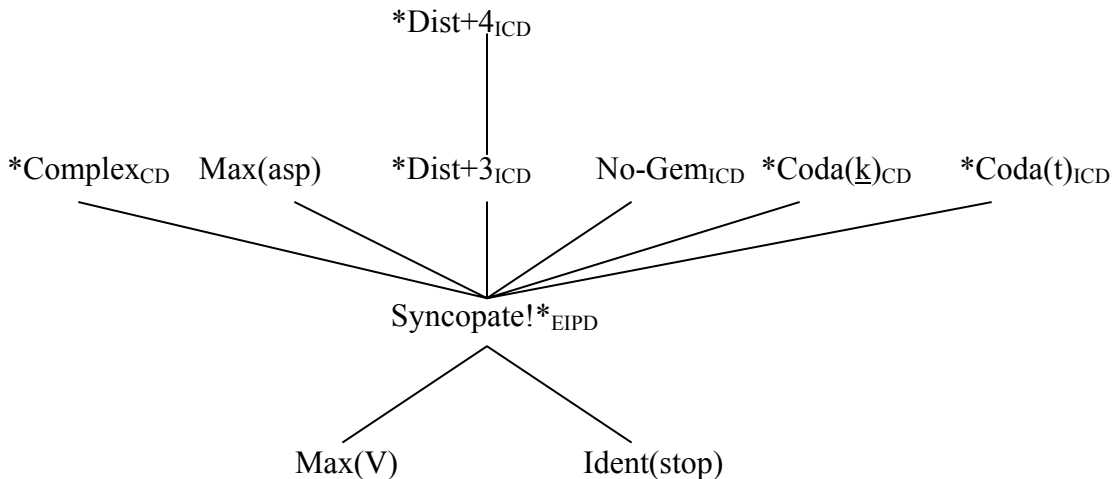 *Dist+4ICD
*ComplexCD Max(asp) *Dist+3ICD No-GemICD *Coda(k)CD *Coda(t)ICD
Syncopate!*EIPD
Max(V) Ident(stop)